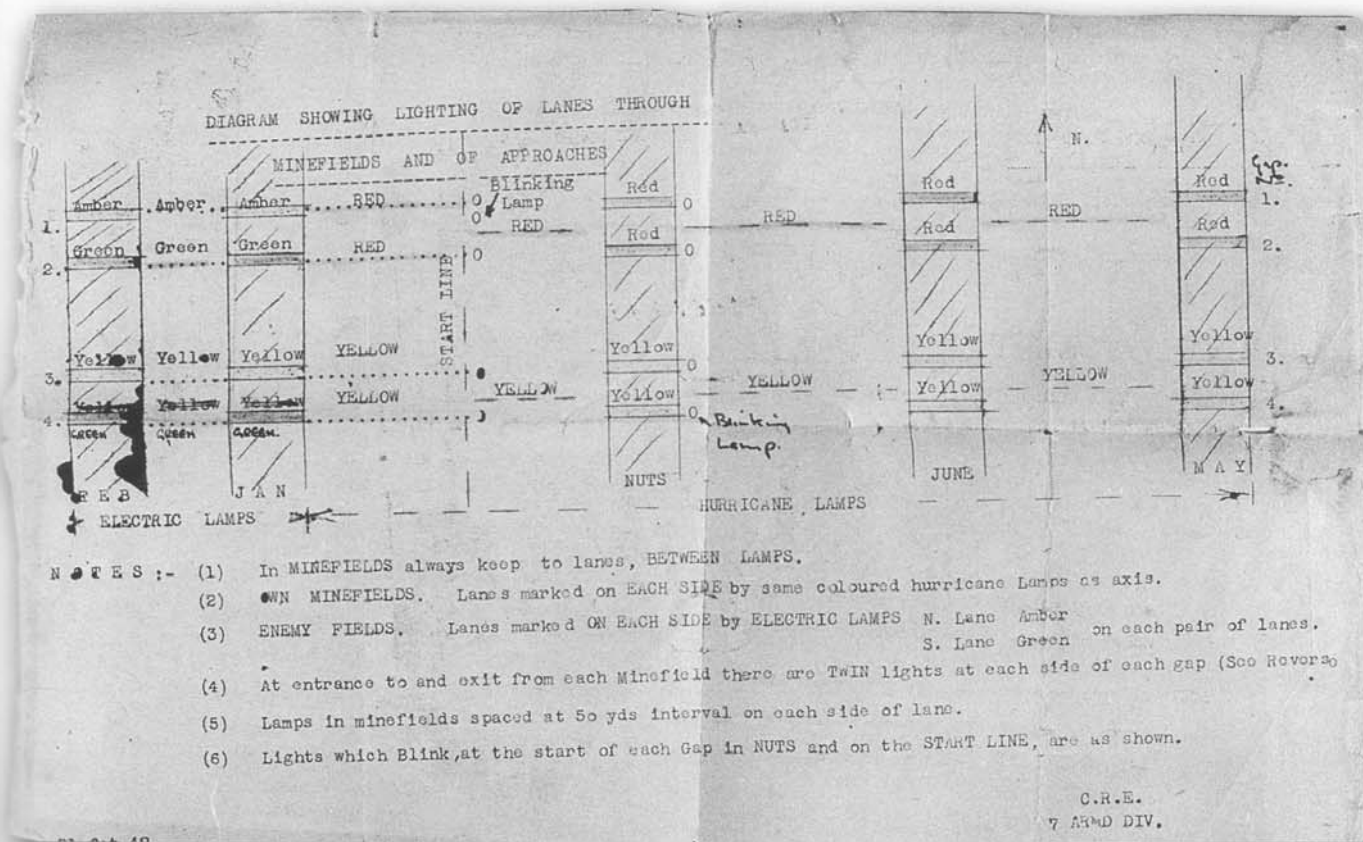 DIAGRAM SHOWING LIGHTING OF LANES THROUGH
MINEFIELDS AND OF APPROACHES
N.
Gap.
Blinking
Lamp
Amber Amber Amber RED O Red O Red Red 1.
1. O RED RED RED
Green Green Green RED O Red O Red Red 2.
2.
START LINE
Yellow Yellow Yellow YELLOW Yellow O Yellow Yellow 3.
3. YELLOW YELLOW YELLOW
Yellow Yellow Yellow YELLOW Yellow O Yellow Yellow 4.
4.
GREEN GREEN GREEN.
Blinking
Lamp.
FEB JAN NUTS JUNE MAY
ELECTRIC LAMPS HURRICANE LAMPS
NOTES :- (1) In MINEFIELDS always keep to lanes, BETWEEN LAMPS.
(2) OWN MINEFIELDS. Lanes marked on EACH SIDE by same coloured hurricane Lamps as axis.
(3) ENEMY FIELDS. Lanes marked ON EACH SIDE by ELECTRIC LAMPS N. Lane Amber
S. Lane Green on each pair of lanes.
(4) At entrance to and exit from each Minefield there are TWIN lights at each side of each gap (See Reverse
(5) Lamps in minefields spaced at 50 yds interval on each side of lane.
(6) Lights which Blink,at the start of each Gap in NUTS and on the START LINE, are as shown.
C.R.E.
7 ARMD DIV.